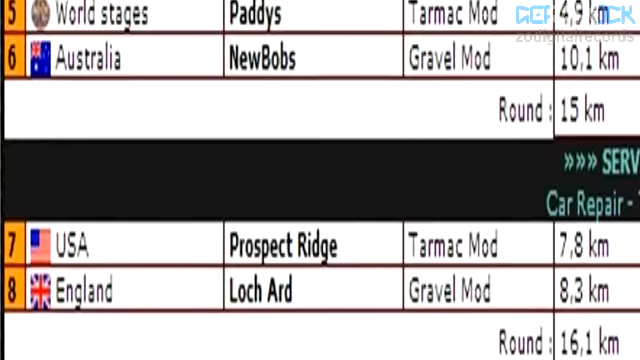 5 World stages Paddys Tarmac Mod 4,9 km
6 Australia NewBobs Gravel Mod 10,1 km
Round : 15 km
»»» SERV
Car Repair -
7 USA Prospect Ridge Tarmac Mod 7,8 km
8 England Loch Ard Gravel Mod 8,3 km
Round : 16,1 km